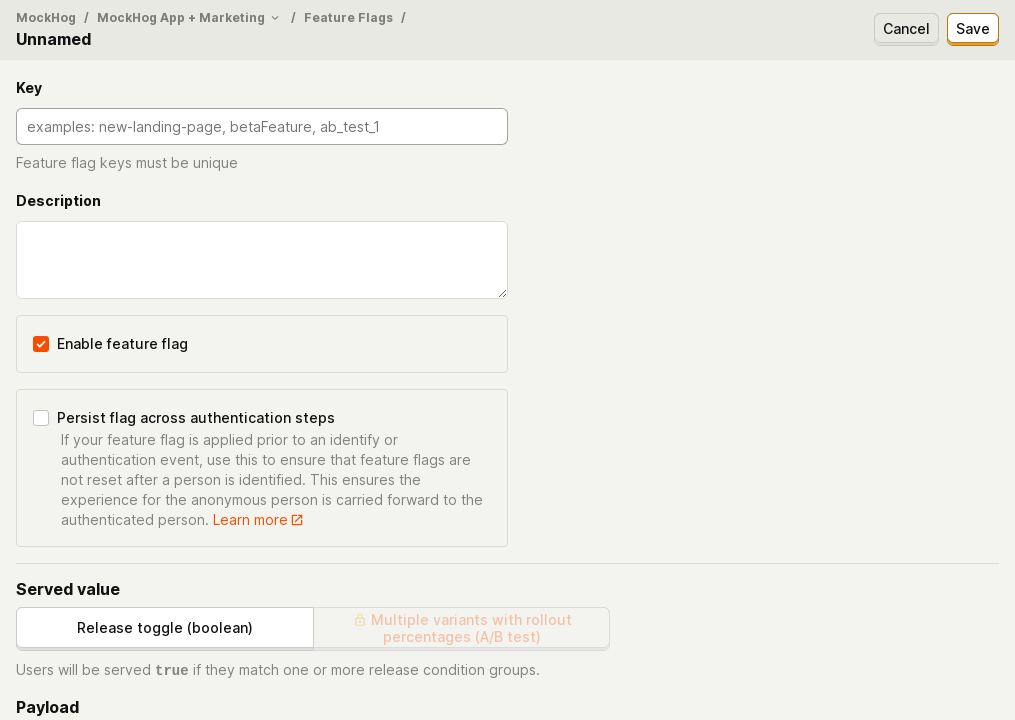 MockHog / MockHog App + Marketing / Feature Flags /
Unnamed
Cancel
Save
Key
examples: new-landing-page, betaFeature, ab_test_1
Feature flag keys must be unique
Description
Enable feature flag
Persist flag across authentication steps
If your feature flag is applied prior to an identify or
authentication event, use this to ensure that feature flags are
not reset after a person is identified. This ensures the
experience for the anonymous person is carried forward to the
authenticated person. Learn more
Served value
Release toggle (boolean)
Multiple variants with rollout
percentages (A/B test)
Users will be served true if they match one or more release condition groups.
Payload